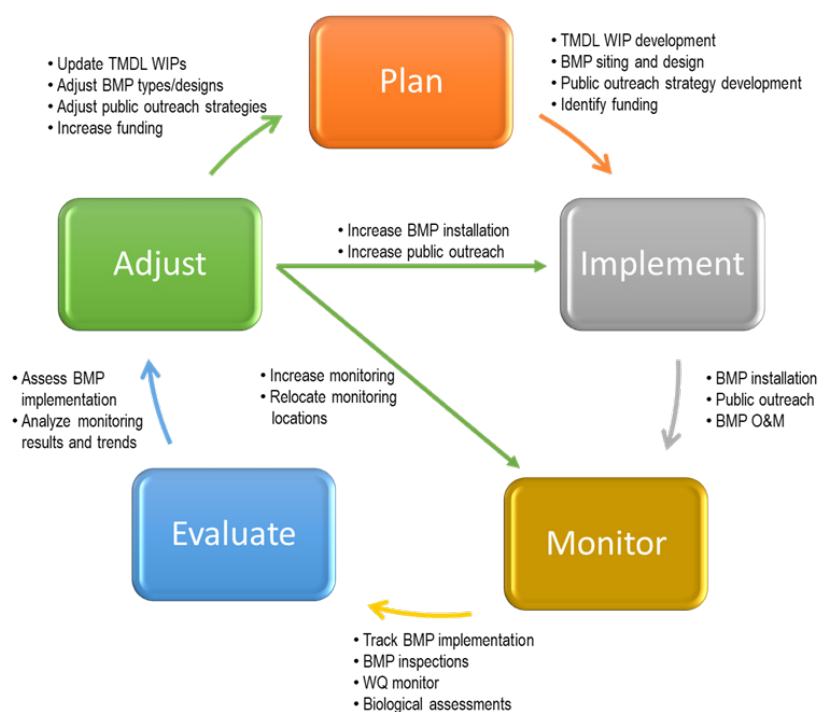 Plan
• Update TMDL WIPs
• Adjust BMP types/designs
• Adjust public outreach strategies
• Increase funding
• TMDL WIP development
• BMP siting and design
• Public outreach strategy development
• Identify funding
Adjust
• Increase BMP installation
• Increase public outreach
Implement
• Assess BMP
implementation
• Analyze monitoring
results and trends
• Increase monitoring
• Relocate monitoring
locations
• BMP installation
• Public outreach
• BMP O&M
Evaluate
Monitor
• Track BMP implementation
• BMP inspections
• WQ monitor
• Biological assessments